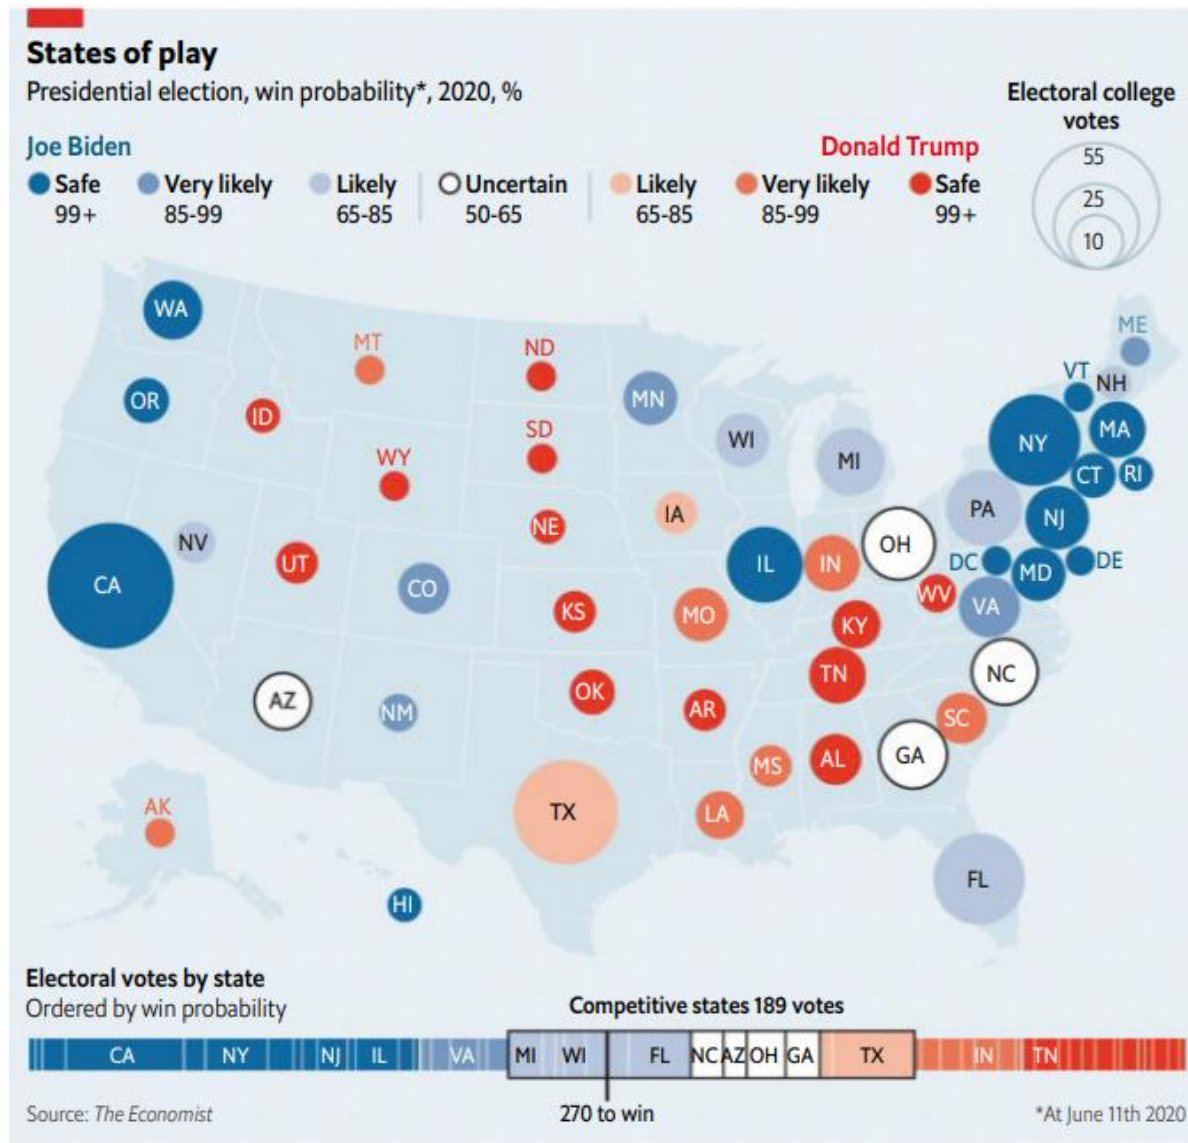 States of play
Presidential election, win probability*, 2020, %
Electoral college
votes
55
25
10
Joe Biden
Donald Trump
Safe Very likely Likely Uncertain Likely Very likely Safe
99+ 85-99 65-85 50-65 65-85 85-99 99+
WA
MT
ND
ME
VT
NH
OR
ID
MN
SD
WI
MI
NY
MA
WY
CT
RI
NV
NE
IA
PA
NJ
CA
UT
CO
IL
IN
OH
DC
MD
DE
KS
MO
KY
WV
VA
AZ
NM
OK
AR
TN
NC
SC
TX
MS
AL
GA
LA
AK
HI
FL
Electoral votes by state
Ordered by win probability
Competitive states 189 votes
CA NY NJ IL VA MI WI FL NC AZ OH GA TX IN TN
Source: The Economist
270 to win
*At June 11th 2020